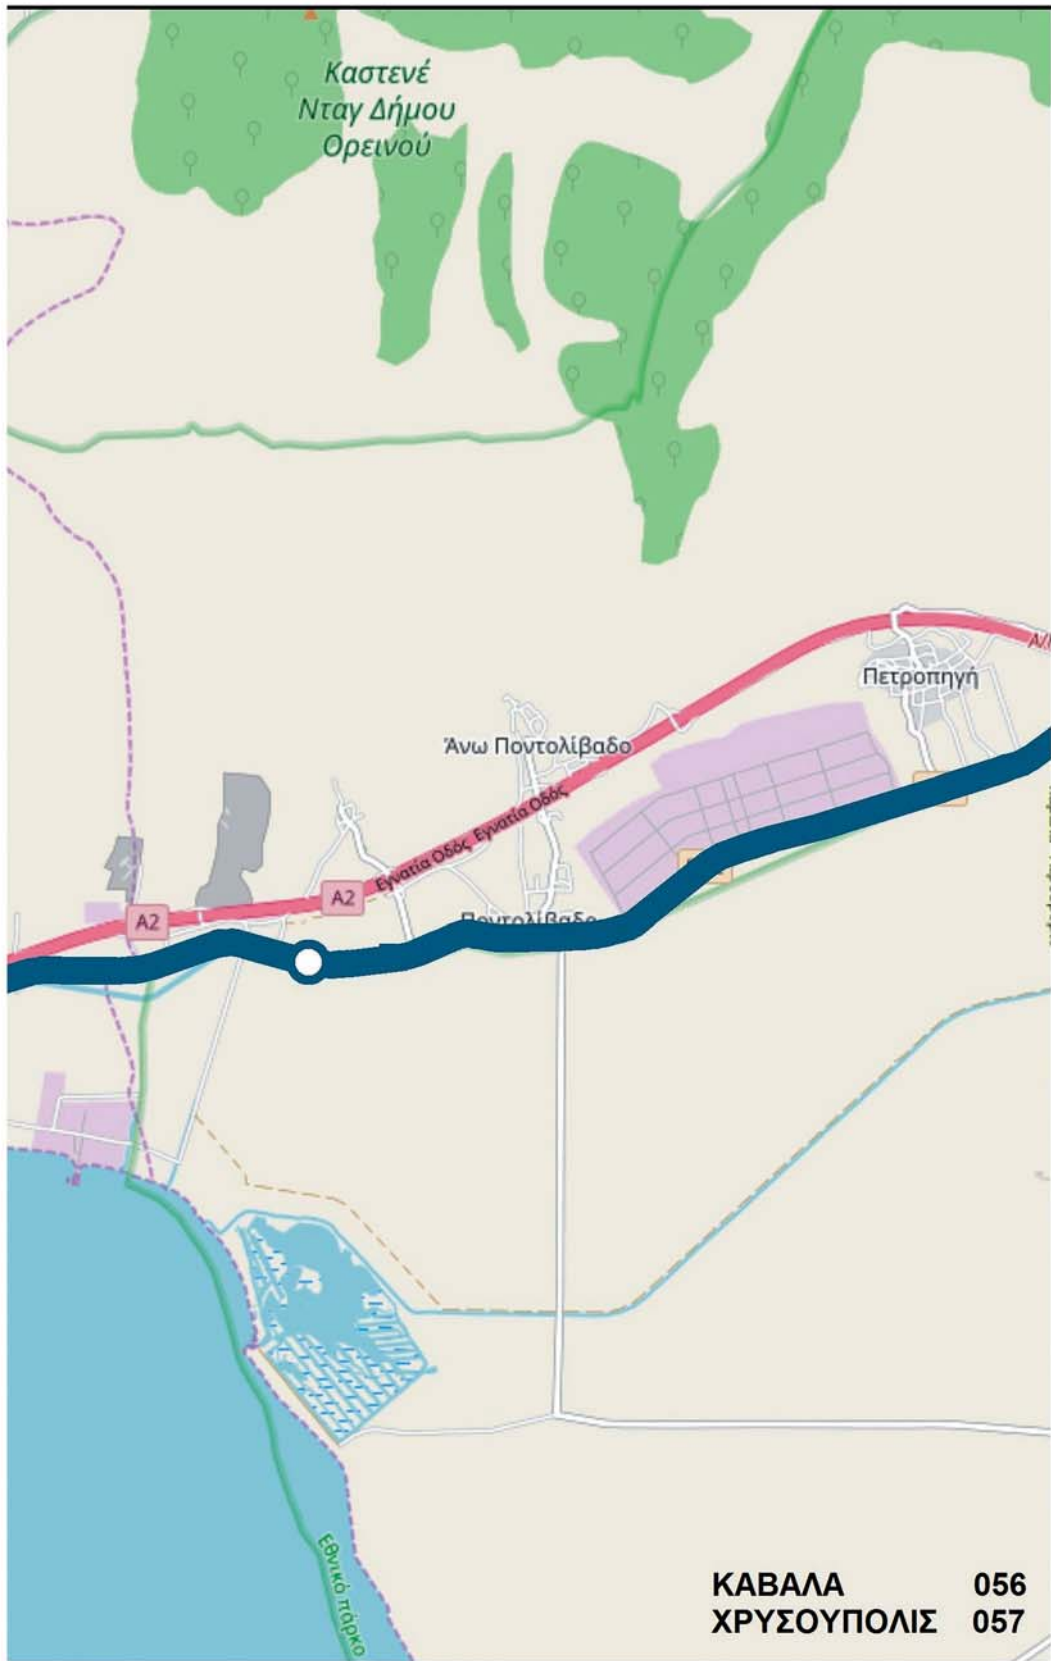 Καστενέ
Νταγ Δήμου
Ορεινού
Πετροπηγή
Άνω Ποντολίβαδο
Εγνατία Οδός Εγνατία Οδός
A2
A2
Ποντολίβαδο
Εθνικό πάρκο
ΚΑΒΑΛΑ 056
ΧΡΥΣΟΥΠΟΛΙΣ 057